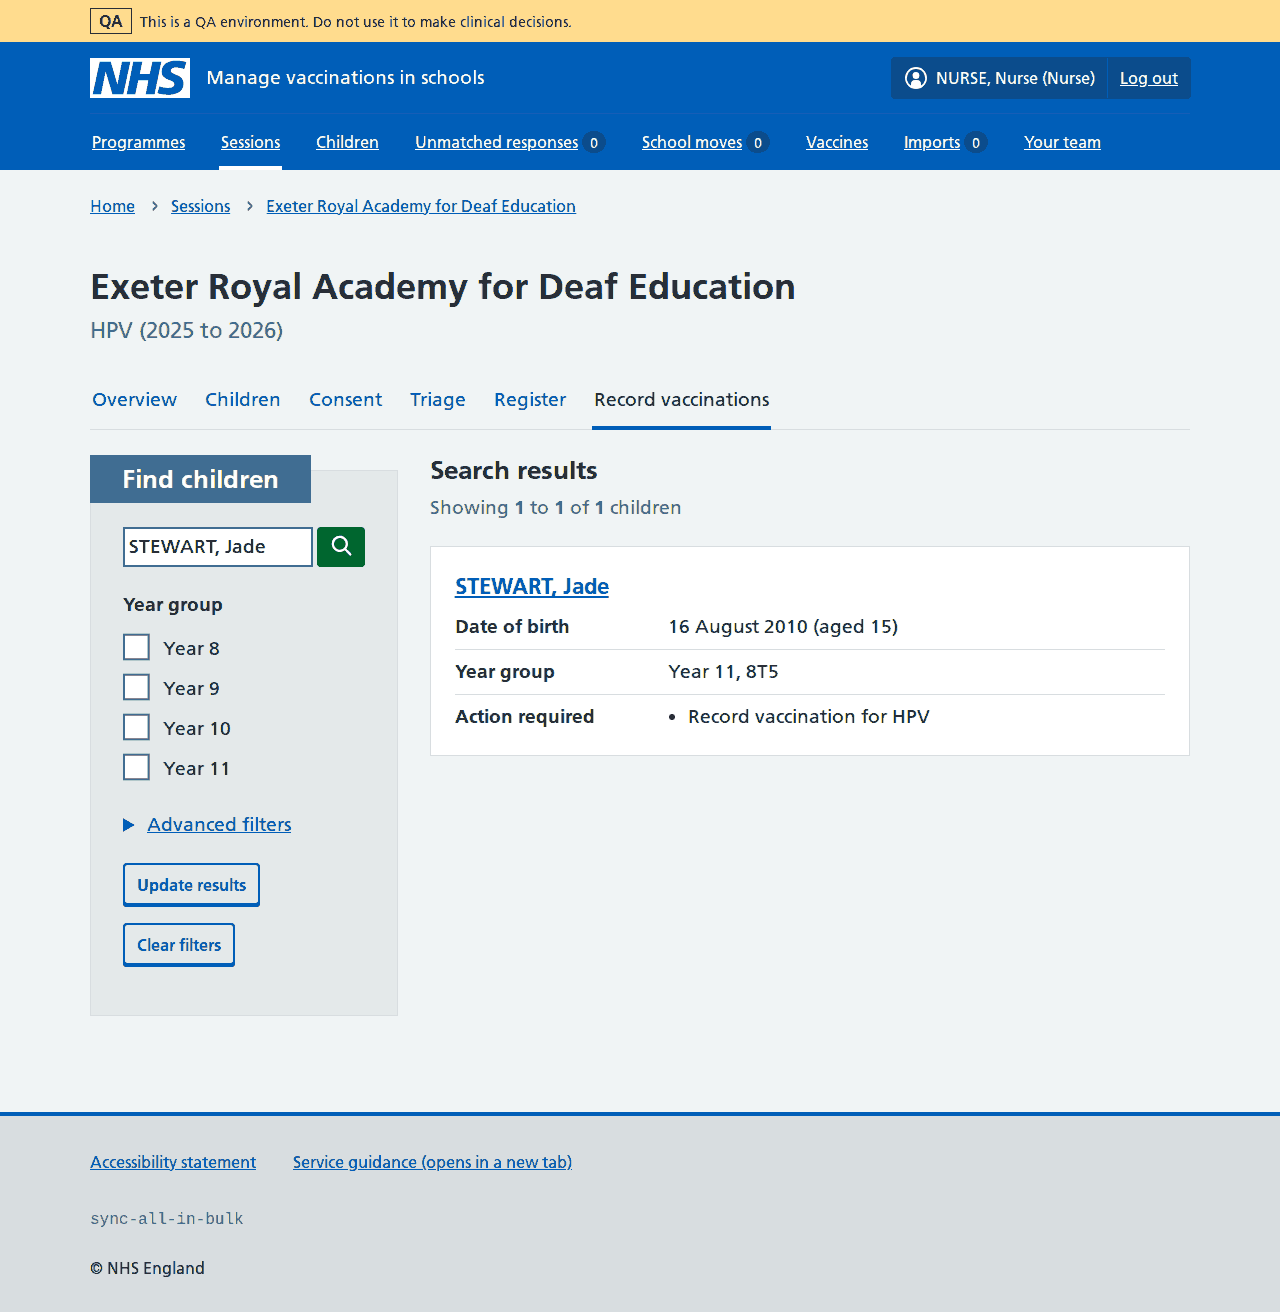 QA This is a QA environment. Do not use it to make clinical decisions.
NHS Manage vaccinations in schools
NURSE, Nurse (Nurse) Log out
Programmes Sessions Children Unmatched responses 0 School moves 0 Vaccines Imports 0 Your team
Home Sessions Exeter Royal Academy for Deaf Education
Exeter Royal Academy for Deaf Education
HPV (2025 to 2026)
Overview Children Consent Triage Register Record vaccinations
Find children
STEWART, Jade
Year group
Year 8
Year 9
Year 10
Year 11
Advanced filters
Update results
Clear filters
Search results
Showing 1 to 1 of 1 children
STEWART, Jade
Date of birth 16 August 2010 (aged 15)
Year group Year 11, 8T5
Action required • Record vaccination for HPV
Accessibility statement Service guidance (opens in a new tab)
sync-all-in-bulk
© NHS England